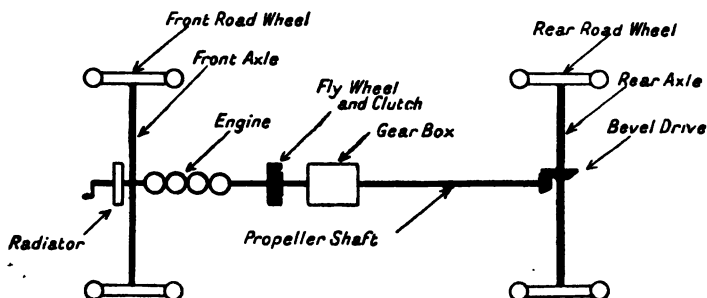 Front Road Wheel
Rear Road Wheel
Front Axle
Rear Axle
Fly Wheel
and Clutch
Engine
Gear Box
Bevel Drive
Radiator
Propeller Shaft